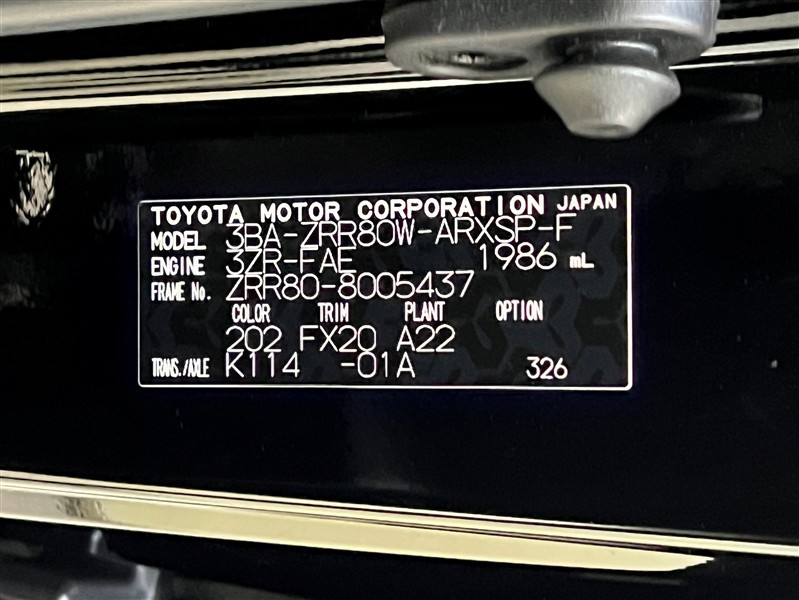 TOYOTA MOTOR CORPORATION JAPAN
MODEL 3BA-ZRR80W-ARXSP-F
ENGINE 3ZR-FAE 1986 mL
FRAME No. ZRR80-8005437
COLOR TRIM PLANT OPTION
202 FX20 A22
TRANS./AXLE K114 -01A 326